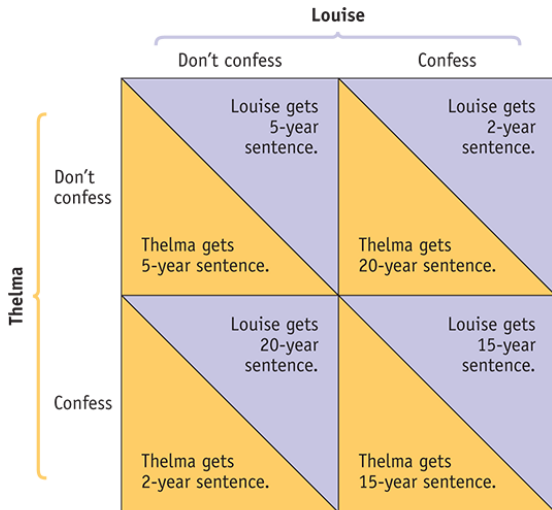 Louise
Don't confess
Confess
Louise gets
5-year
sentence.
Louise gets
2-year
sentence.
Thelma
Don't
confess
Thelma gets
5-year sentence.
Thelma gets
20-year sentence.
Louise gets
20-year
sentence.
Louise gets
15-year
sentence.
Confess
Thelma gets
2-year sentence.
Thelma gets
15-year sentence.